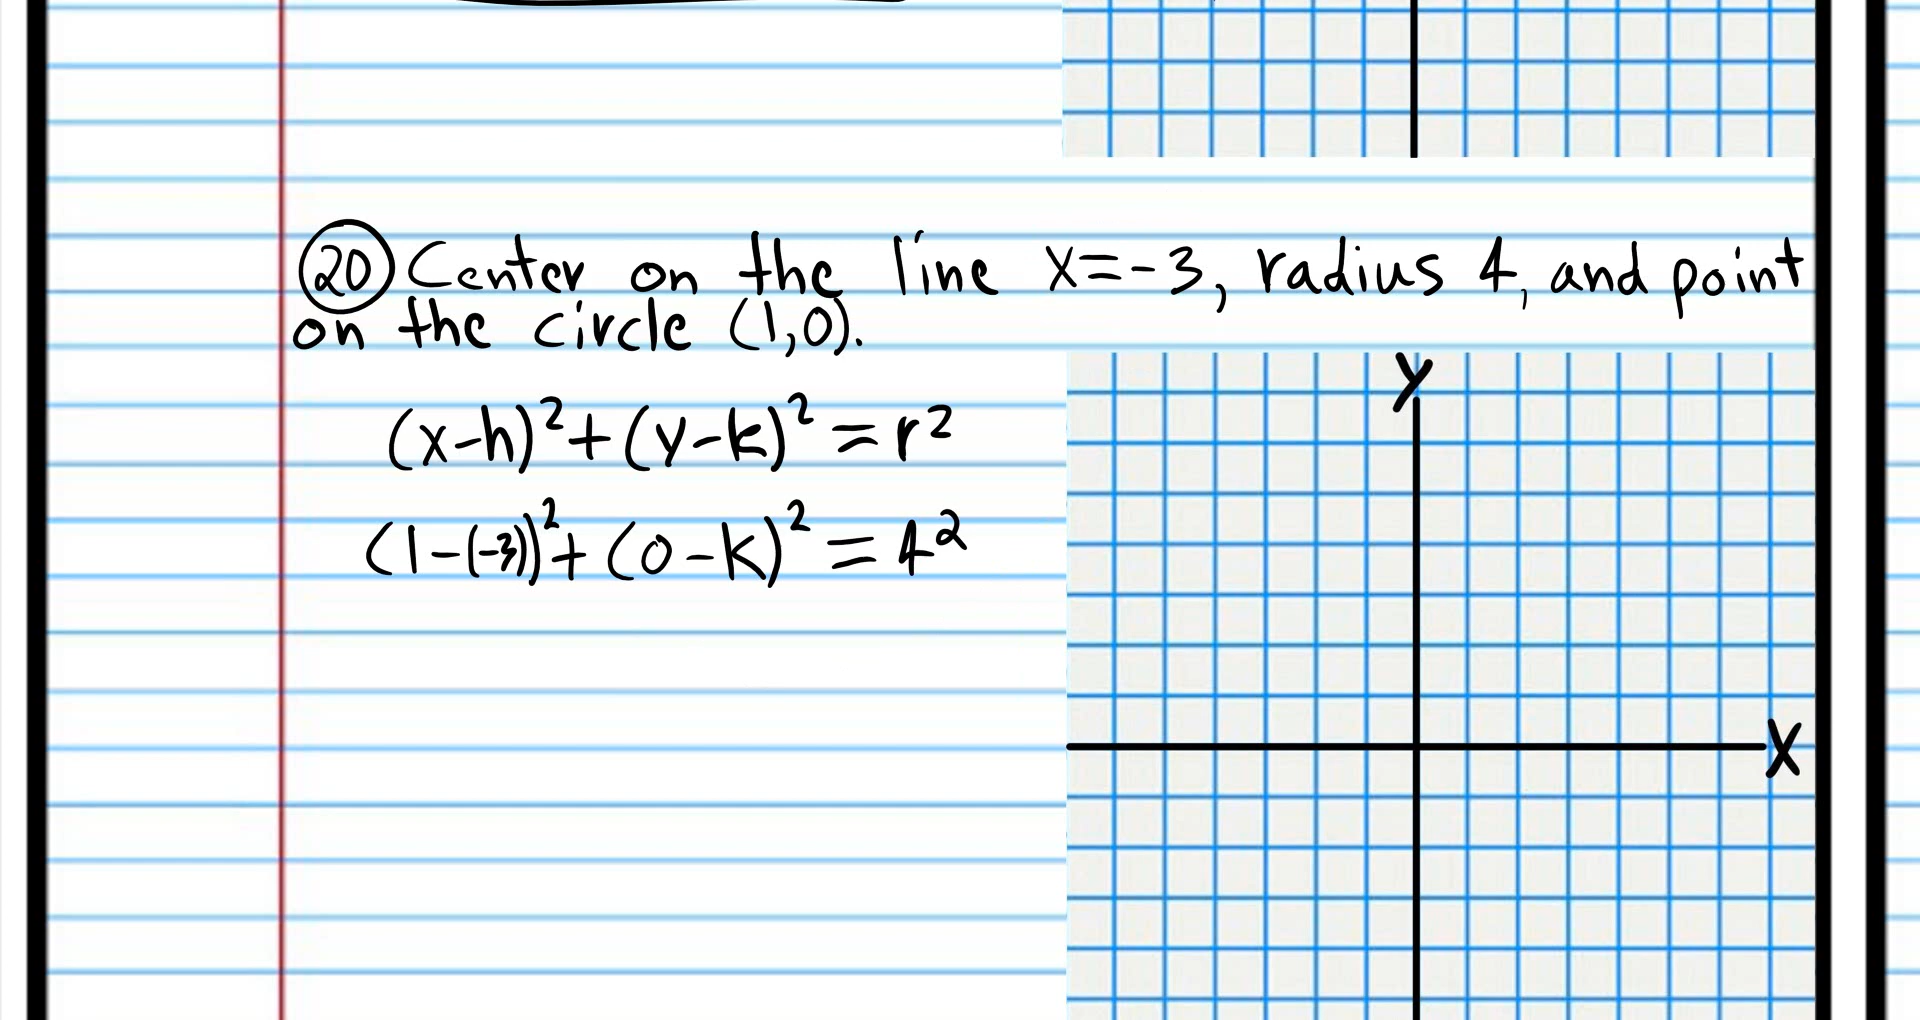 20 Center on the line x=-3, radius 4, and point
on the circle (1,0).
(x-h)²+(y-k)²=r²
(1-(-3))²+(0-k)²=4²
y
x